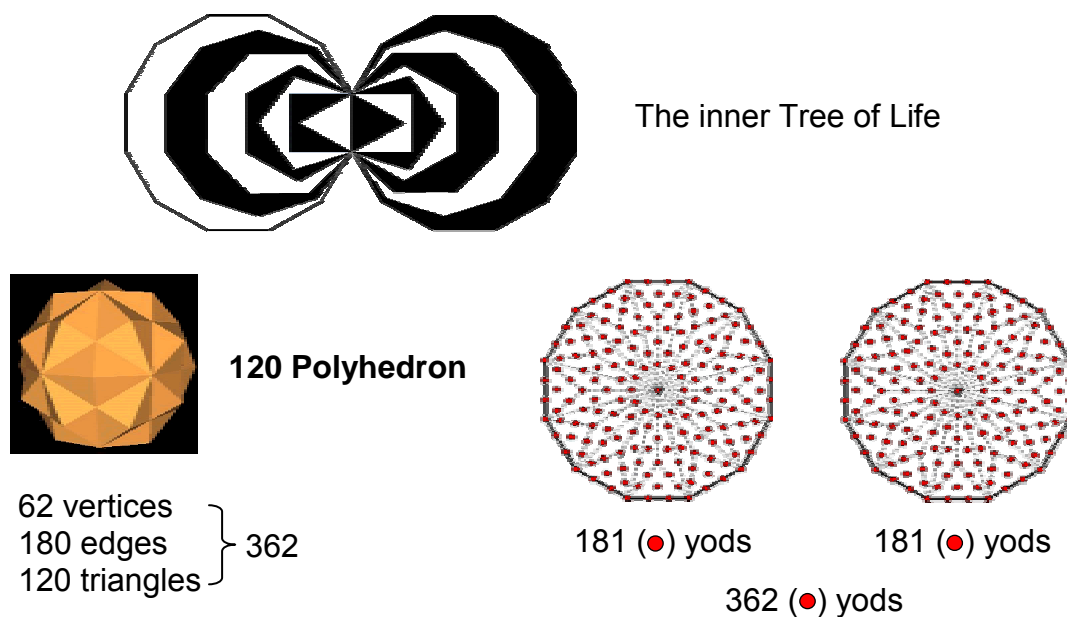 The inner Tree of Life
120 Polyhedron
62 vertices
180 edges
120 triangles
362
181 (●) yods
181 (●) yods
362 (●) yods